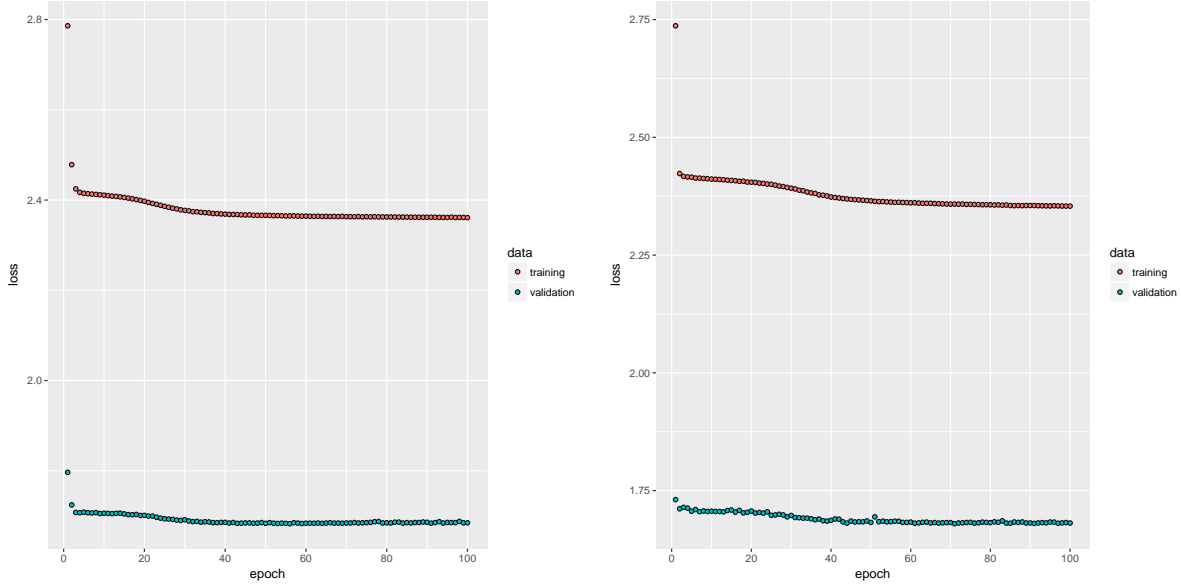 2.8
2.4
2.0
loss
0 20 40 60 80 100
epoch
data
training
validation
2.75
2.50
2.25
2.00
1.75
loss
0 20 40 60 80 100
epoch
data
training
validation